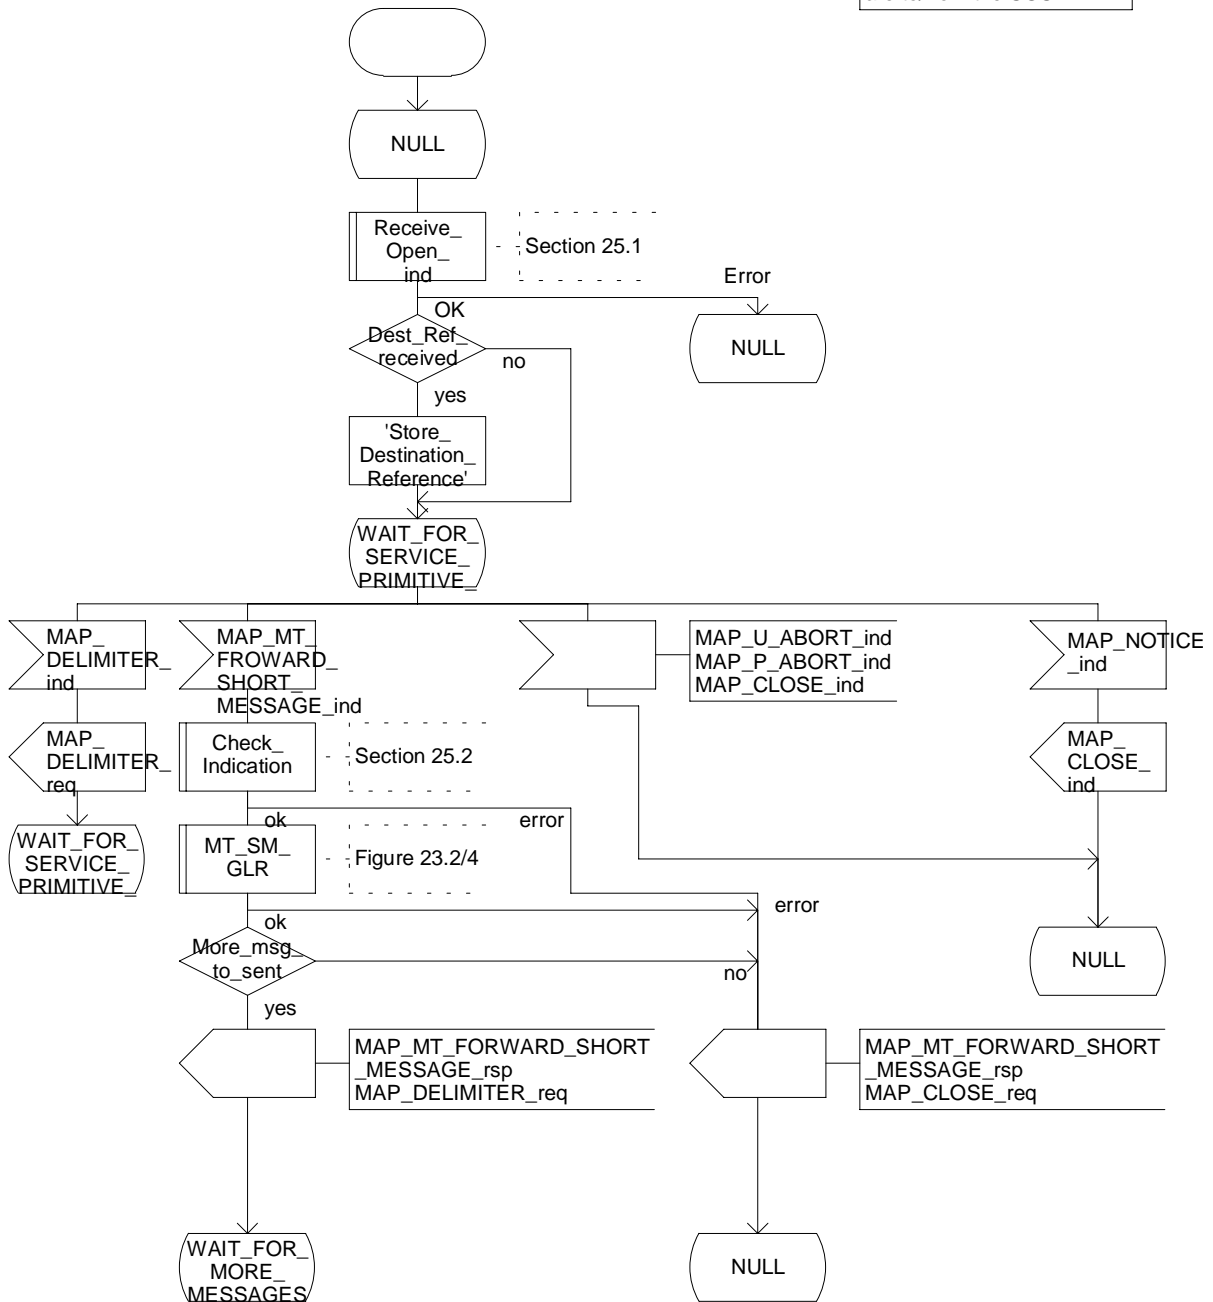 NULL
Receive_
Open_
ind
Section 25.1
Error
OK
Dest_Ref_
received
no
NULL
yes
'Store_
Destination_
Reference'
WAIT_FOR_
SERVICE_
PRIMITIVE_
MAP_
DELIMITER_
ind
MAP_MT_
FROWARD_
SHORT_
MESSAGE_ind
MAP_U_ABORT_ind
MAP_P_ABORT_ind
MAP_CLOSE_ind
MAP_NOTICE
_ind
MAP_
DELIMITER_
req
Check_
Indication
Section 25.2
MAP_
CLOSE_
ind
ok
error
WAIT_FOR_
SERVICE_
PRIMITIVE_
MT_SM_
GLR
Figure 23.2/4
error
ok
More_msg_
to_sent
no
NULL
yes
MAP_MT_FORWARD_SHORT
_MESSAGE_rsp
MAP_DELIMITER_req
MAP_MT_FORWARD_SHORT
_MESSAGE_rsp
MAP_CLOSE_req
WAIT_FOR_
MORE_
MESSAGES
NULL